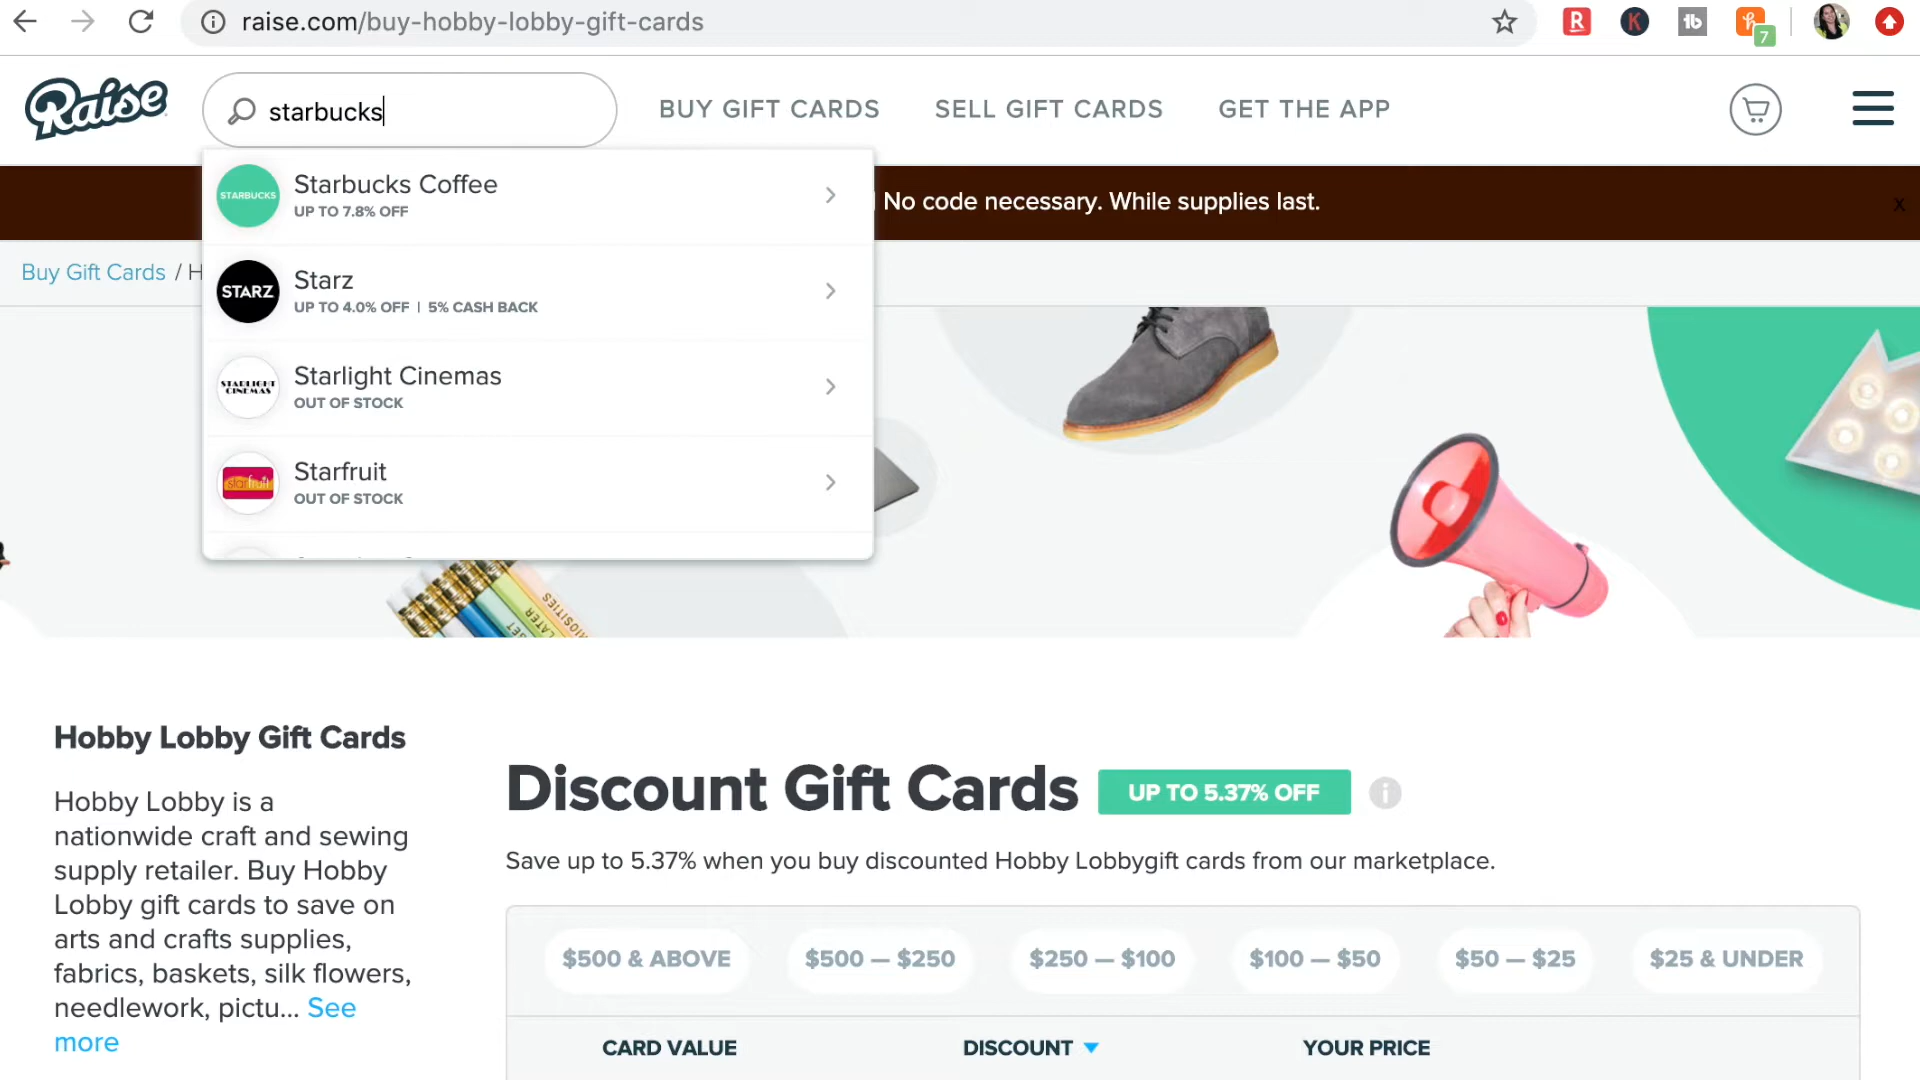 raise.com/buy-hobby-lobby-gift-cards
7
Raise
starbucks
BUY GIFT CARDS
SELL GIFT CARDS
GET THE APP
STARBUCKS
Starbucks Coffee
UP TO 7.8% OFF
No code necessary. While supplies last.
x
Buy Gift Cards / H
STARZ
Starz
UP TO 4.0% OFF | 5% CASH BACK
STARLIGHT
CINEMAS
Starlight Cinemas
OUT OF STOCK
starfruit
Starfruit
OUT OF STOCK
LATER
Hobby Lobby Gift Cards
Hobby Lobby is a
nationwide craft and sewing
supply retailer. Buy Hobby
Lobby gift cards to save on
arts and crafts supplies,
fabrics, baskets, silk flowers,
needlework, pictu... See
more
Discount Gift Cards
UP TO 5.37% OFF
Save up to 5.37% when you buy discounted Hobby Lobbygift cards from our marketplace.
$500 & ABOVE
$500 — $250
$250 — $100
$100 — $50
$50 — $25
$25 & UNDER
CARD VALUE
DISCOUNT
YOUR PRICE